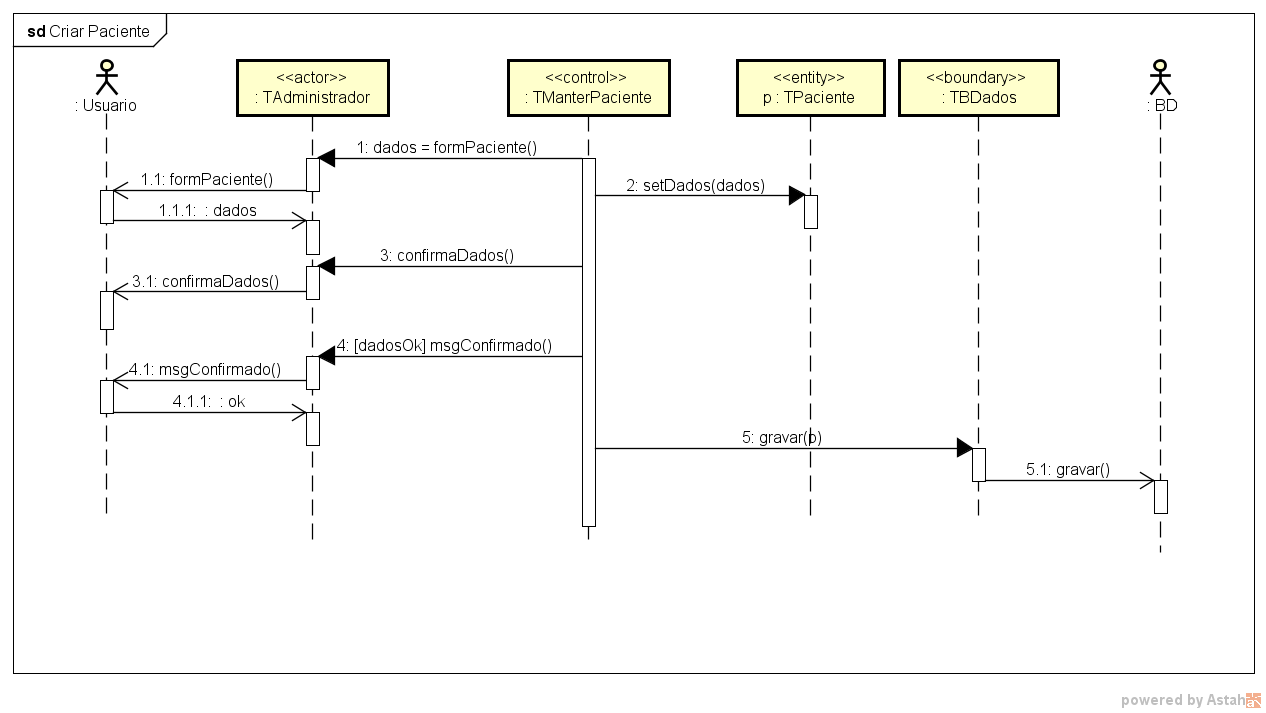 sd Criar Paciente
: Usuario
<<actor>>
: TAdministrador
<<control>>
: TManterPaciente
<<entity>>
p : TPaciente
<<boundary>>
: TBDados
: BD
1: dados = formPaciente()
1.1: formPaciente()
2: setDados(dados)
1.1.1: : dados
3: confirmaDados()
3.1: confirmaDados()
4: [dadosOk] msgConfirmado()
4.1: msgConfirmado()
4.1.1: : ok
5: gravar(p)
5.1: gravar()
powered by Astah